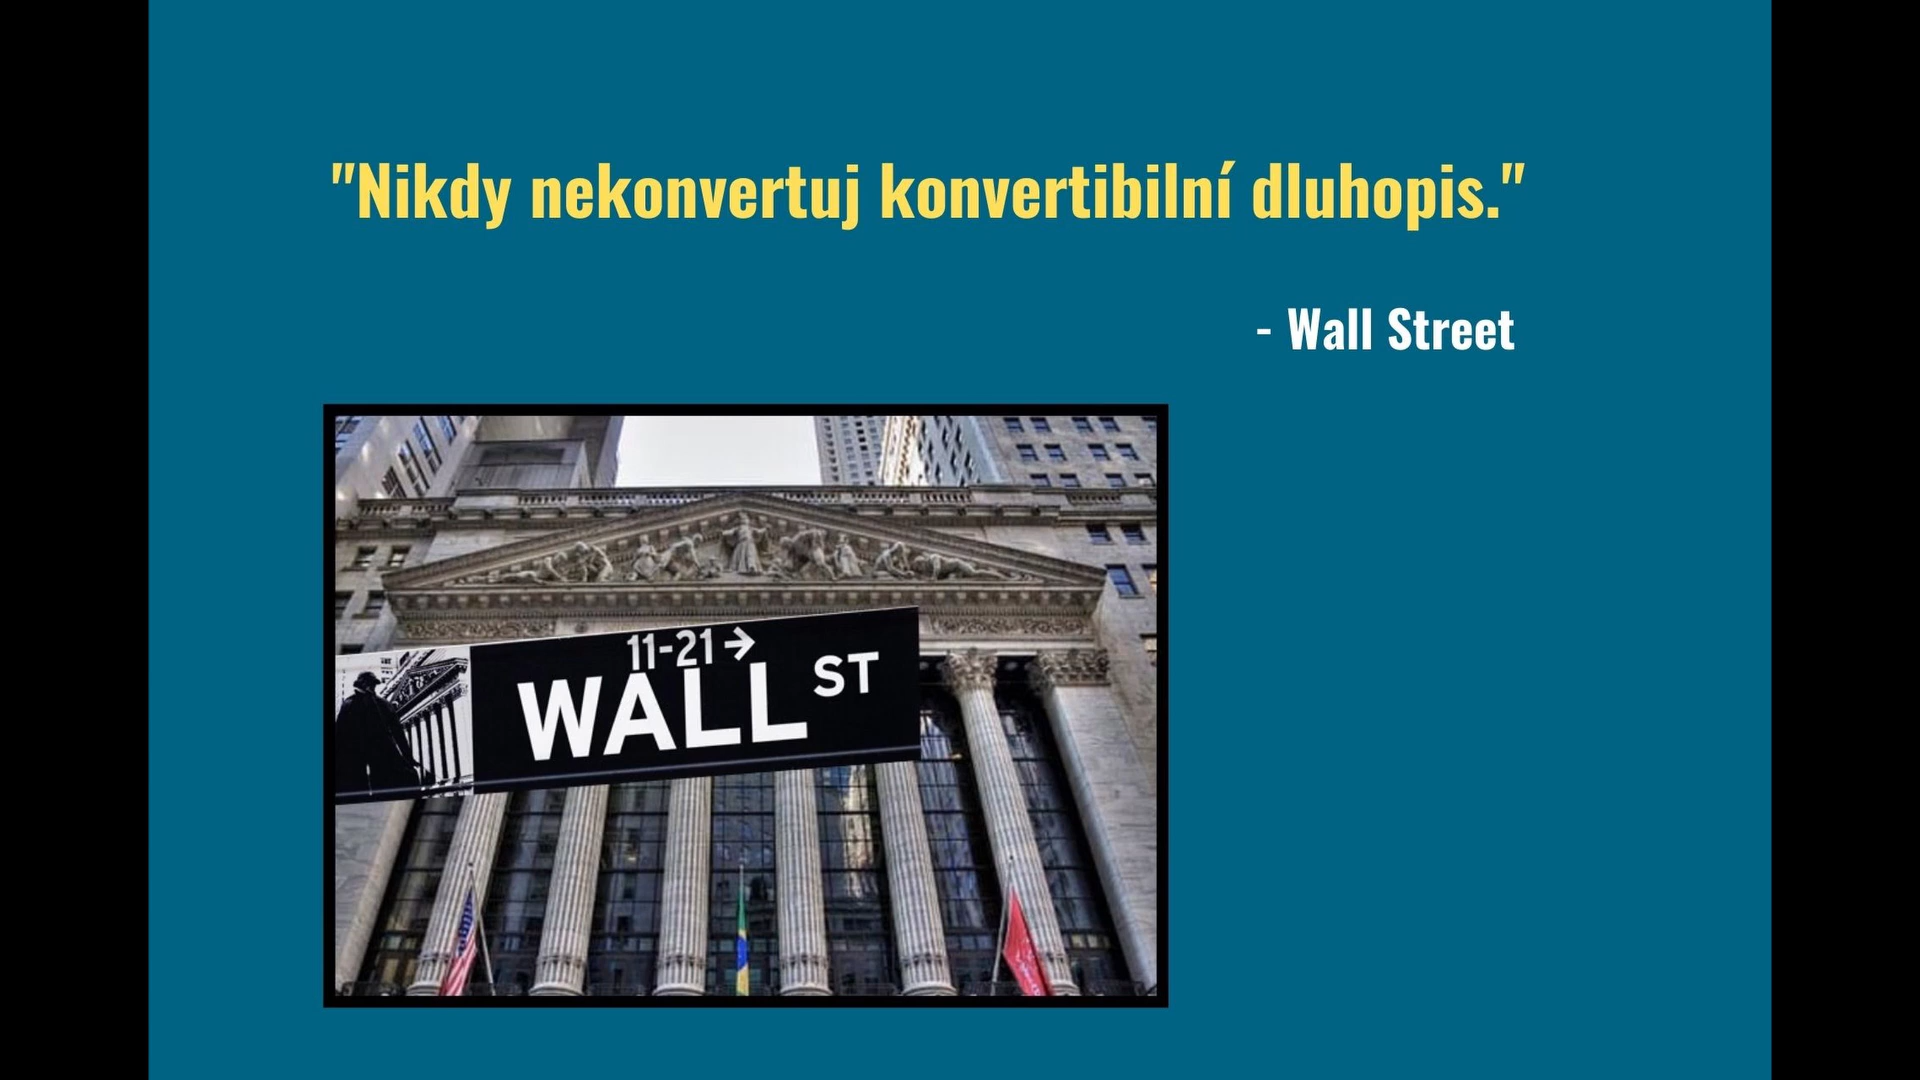 "Nikdy nekonvertuj konvertibilní dluhopis."
- Wall Street
11-21→
WALL ST